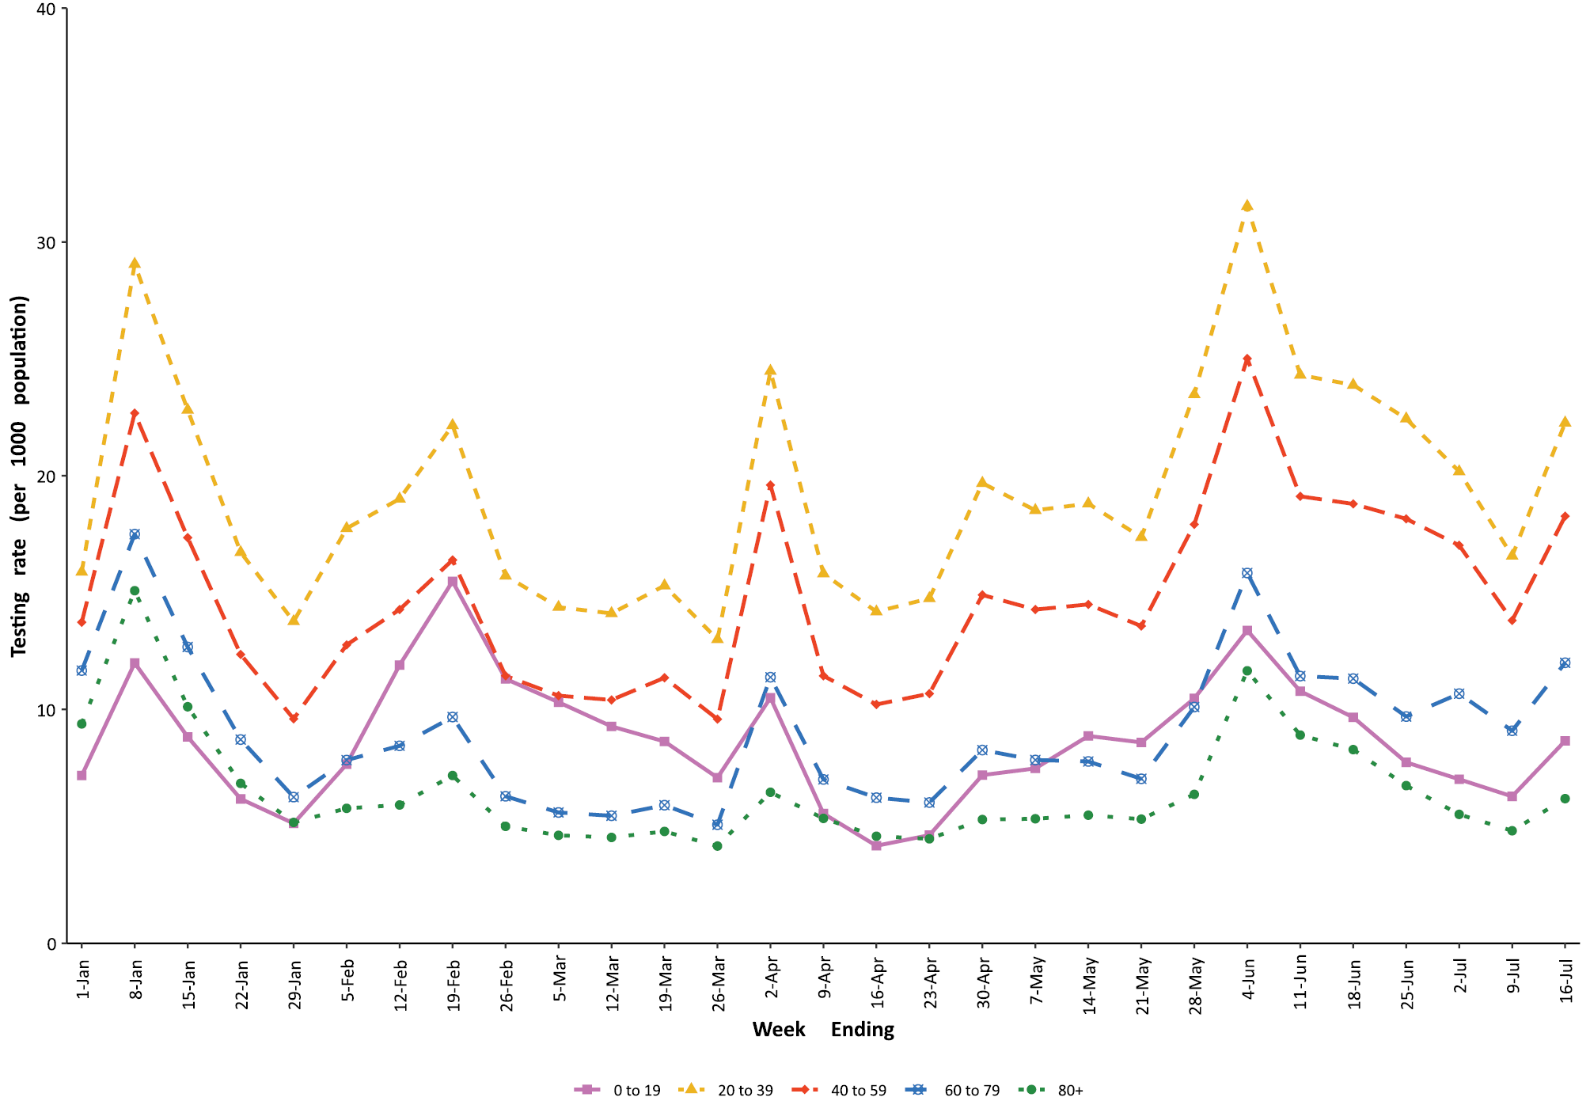 40
30
20
10
0
Testing rate (per 1000 population)
1-Jan
8-Jan
15-Jan
22-Jan
29-Jan
5-Feb
12-Feb
19-Feb
26-Feb
5-Mar
12-Mar
19-Mar
26-Mar
2-Apr
9-Apr
16-Apr
23-Apr
30-Apr
7-May
14-May
21-May
28-May
4-Jun
11-Jun
18-Jun
25-Jun
2-Jul
9-Jul
16-Jul
Week Ending
0 to 19 20 to 39 40 to 59 60 to 79 80+